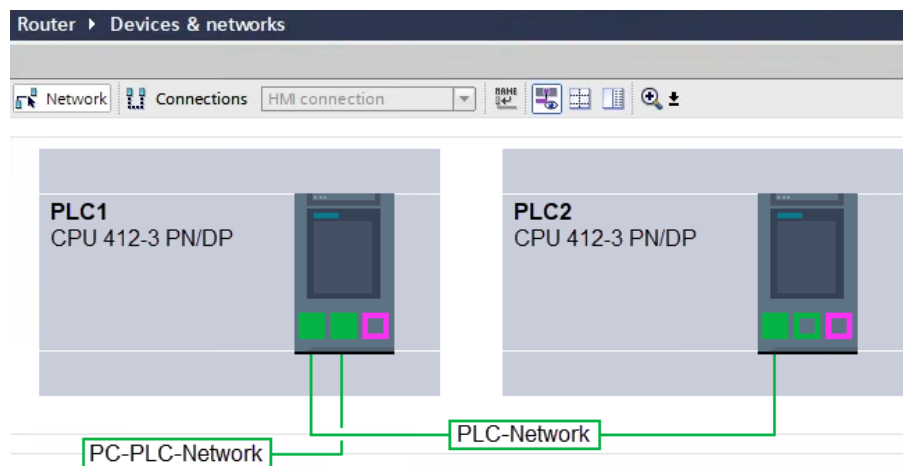 Router ▸ Devices & networks
Network Connections HMI connection
NAME
PLC1
CPU 412-3 PN/DP
PLC2
CPU 412-3 PN/DP
PLC-Network
PC-PLC-Network